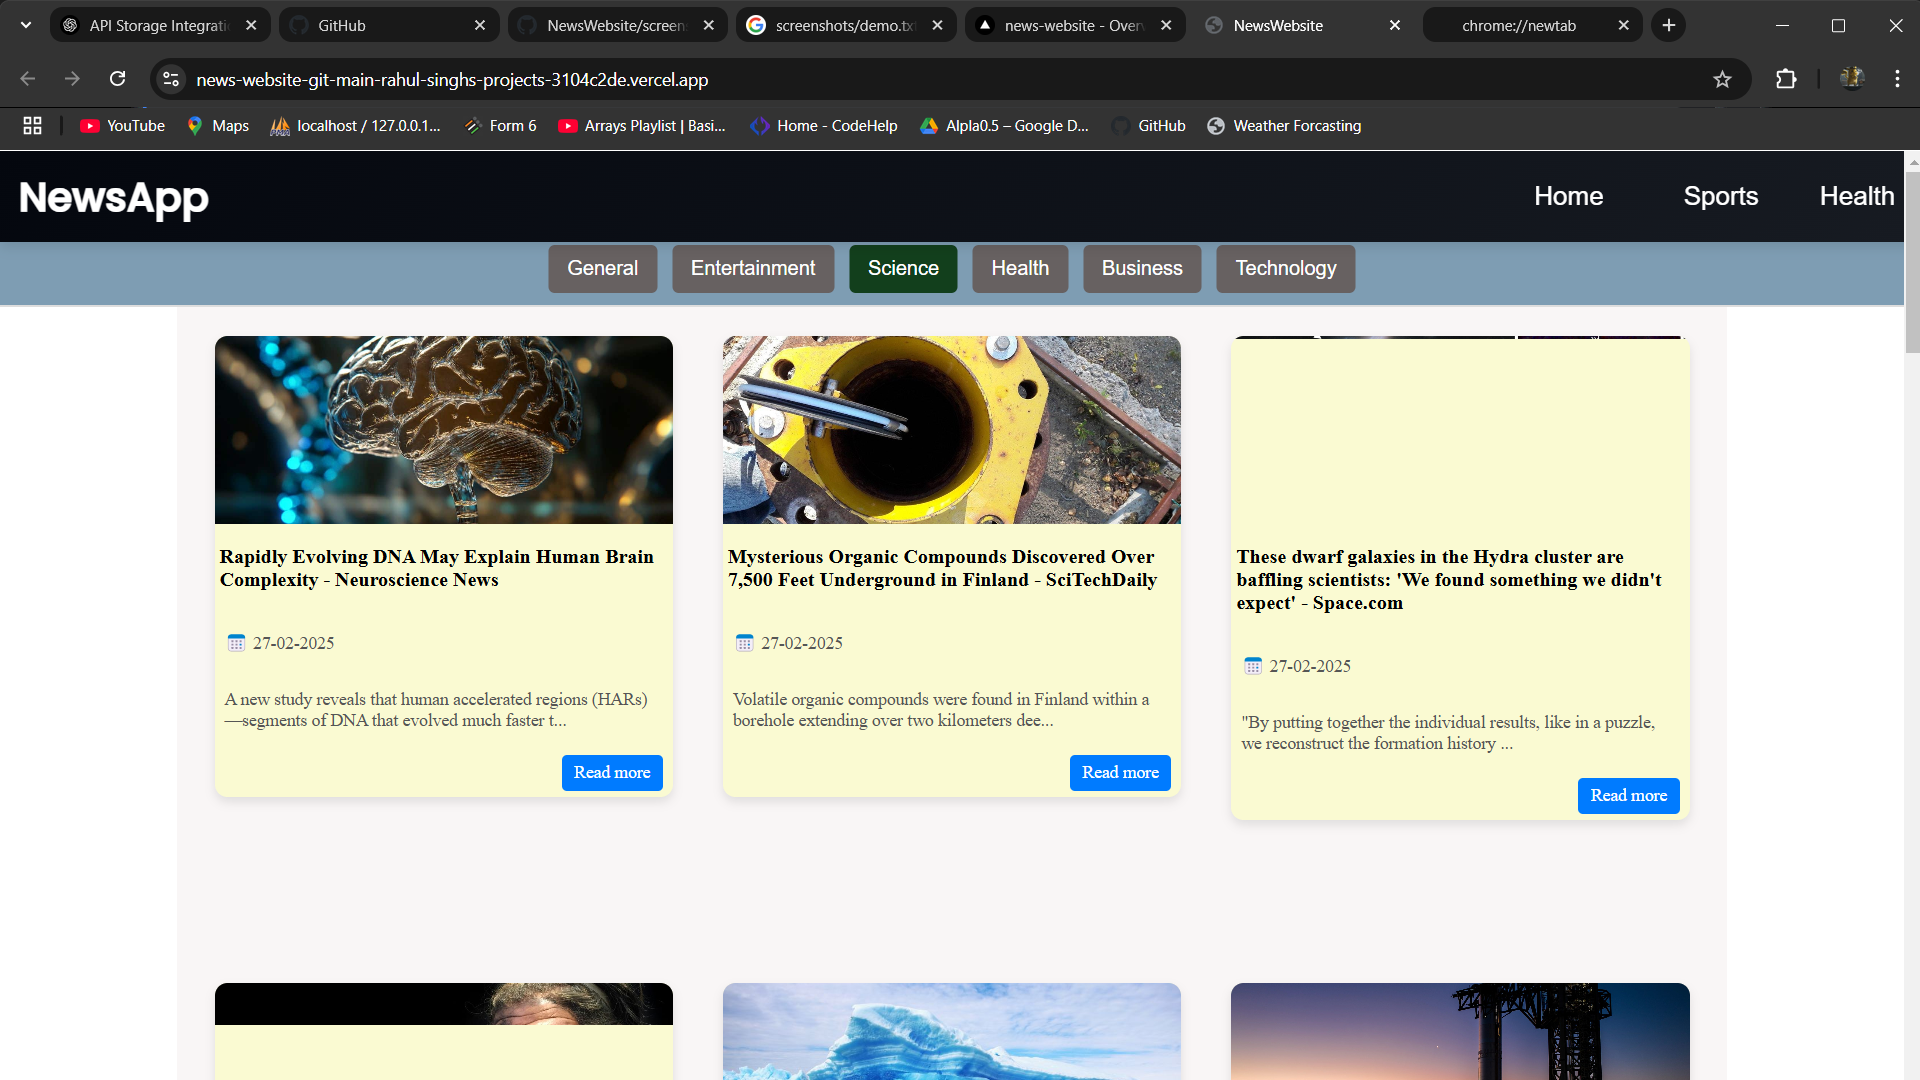 API Storage Integrati
GitHub
NewsWebsite/screen
screenshots/demo.tx
news-website - Over
NewsWebsite
chrome://newtab
news-website-git-main-rahul-singhs-projects-3104c2de.vercel.app
YouTube
Maps
localhost / 127.0.0.1...
Form 6
Arrays Playlist | Basi...
Home - CodeHelp
Alpla0.5 – Google D...
GitHub
Weather Forcasting
NewsApp
Home
Sports
Health
General
Entertainment
Science
Health
Business
Technology
Rapidly Evolving DNA May Explain Human Brain
Complexity - Neuroscience News
27-02-2025
A new study reveals that human accelerated regions (HARs)
—segments of DNA that evolved much faster t...
Read more
Mysterious Organic Compounds Discovered Over
7,500 Feet Underground in Finland - SciTechDaily
27-02-2025
Volatile organic compounds were found in Finland within a
borehole extending over two kilometers dee...
Read more
These dwarf galaxies in the Hydra cluster are
baffling scientists: 'We found something we didn't
expect' - Space.com
27-02-2025
"By putting together the individual results, like in a puzzle,
we reconstruct the formation history ...
Read more